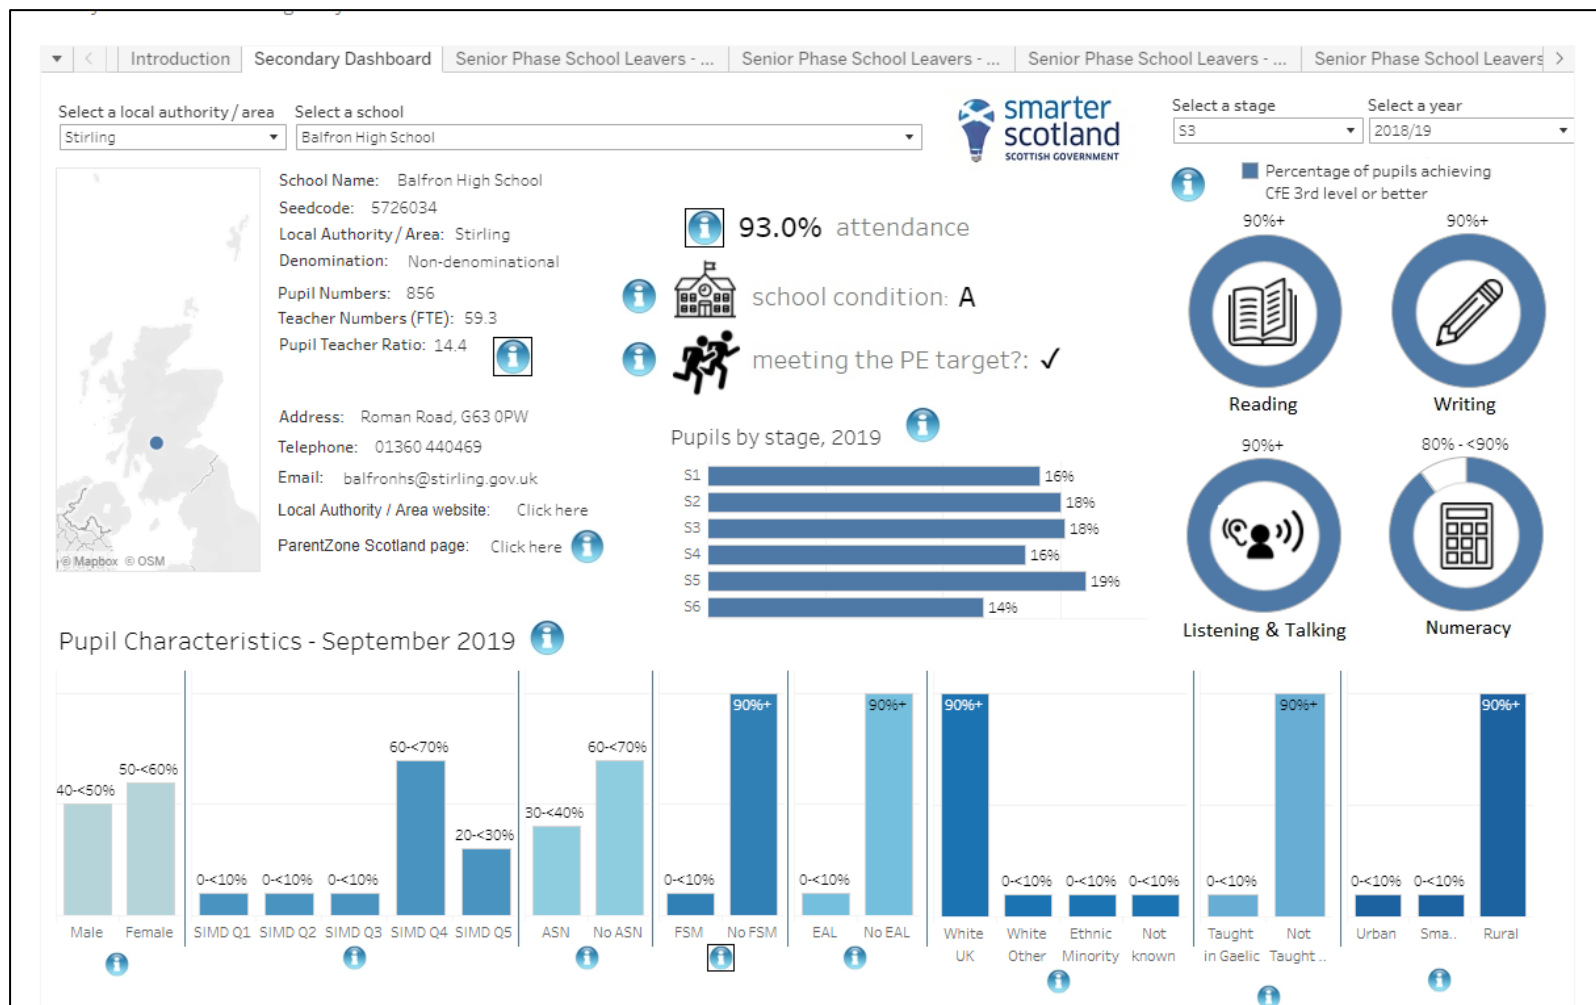 Introduction
Secondary Dashboard
Senior Phase School Leavers - ...
Senior Phase School Leavers - ...
Senior Phase School Leavers - ...
Senior Phase School Leavers
Select a local authority / area
Stirling
Select a school
Balfron High School
smarter
scotland
SCOTTISH GOVERNMENT
Select a stage
S3
Select a year
2018/19
School Name: Balfron High School
Seedcode: 5726034
Local Authority / Area: Stirling
Denomination: Non-denominational
Pupil Numbers: 856
Teacher Numbers (FTE): 59.3
Pupil Teacher Ratio: 14.4
Address: Roman Road, G63 0PW
Telephone: 01360 440469
Email: balfronhs@stirling.gov.uk
Local Authority / Area website: Click here
ParentZone Scotland page: Click here
© Mapbox © OSM
93.0% attendance
school condition: A
meeting the PE target?: ✓
Pupils by stage, 2019
S1 16%
S2 18%
S3 18%
S4 16%
S5 19%
S6 14%
Percentage of pupils achieving
CfE 3rd level or better
90%+
Reading
90%+
Writing
90%+
Listening & Talking
80% - <90%
Numeracy
Pupil Characteristics - September 2019
40-<50%
50-<60%
0-<10%
0-<10%
0-<10%
60-<70%
20-<30%
30-<40%
60-<70%
0-<10%
90%+
0-<10%
90%+
90%+
0-<10%
0-<10%
0-<10%
0-<10%
90%+
0-<10%
0-<10%
90%+
Male
Female
SIMD Q1
SIMD Q2
SIMD Q3
SIMD Q4
SIMD Q5
ASN
No ASN
FSM
No FSM
EAL
No EAL
White
UK
White
Other
Ethnic
Minority
Not
known
Taught
in Gaelic
Not
Taught ..
Urban
Sma..
Rural